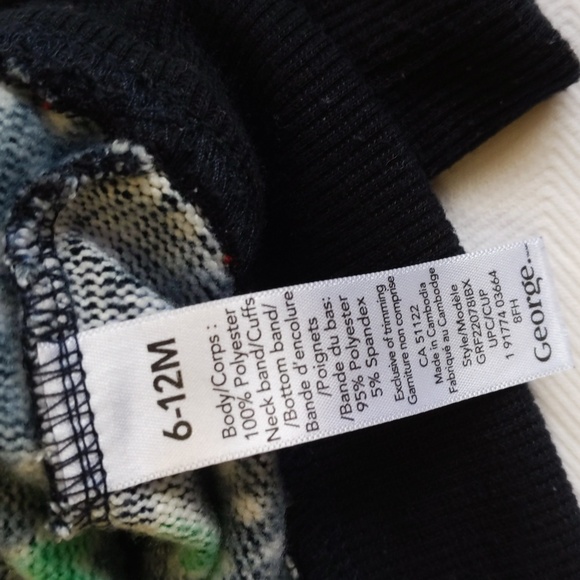 6-12M
Body/Corps :
100% Polyester
Neck band/Cuffs
/Bottom band/
Bande d'encolure
/Poignets
/Bande du bas:
95% Polyester
5% Spandex
Exclusive of trimming
Garniture non comprise
CA 51122
Made in Cambodia
Fabriqué au Cambodge
Style/Modèle
GRF22078IBX
UPC/CUP
1 91774 03664
8FH
George